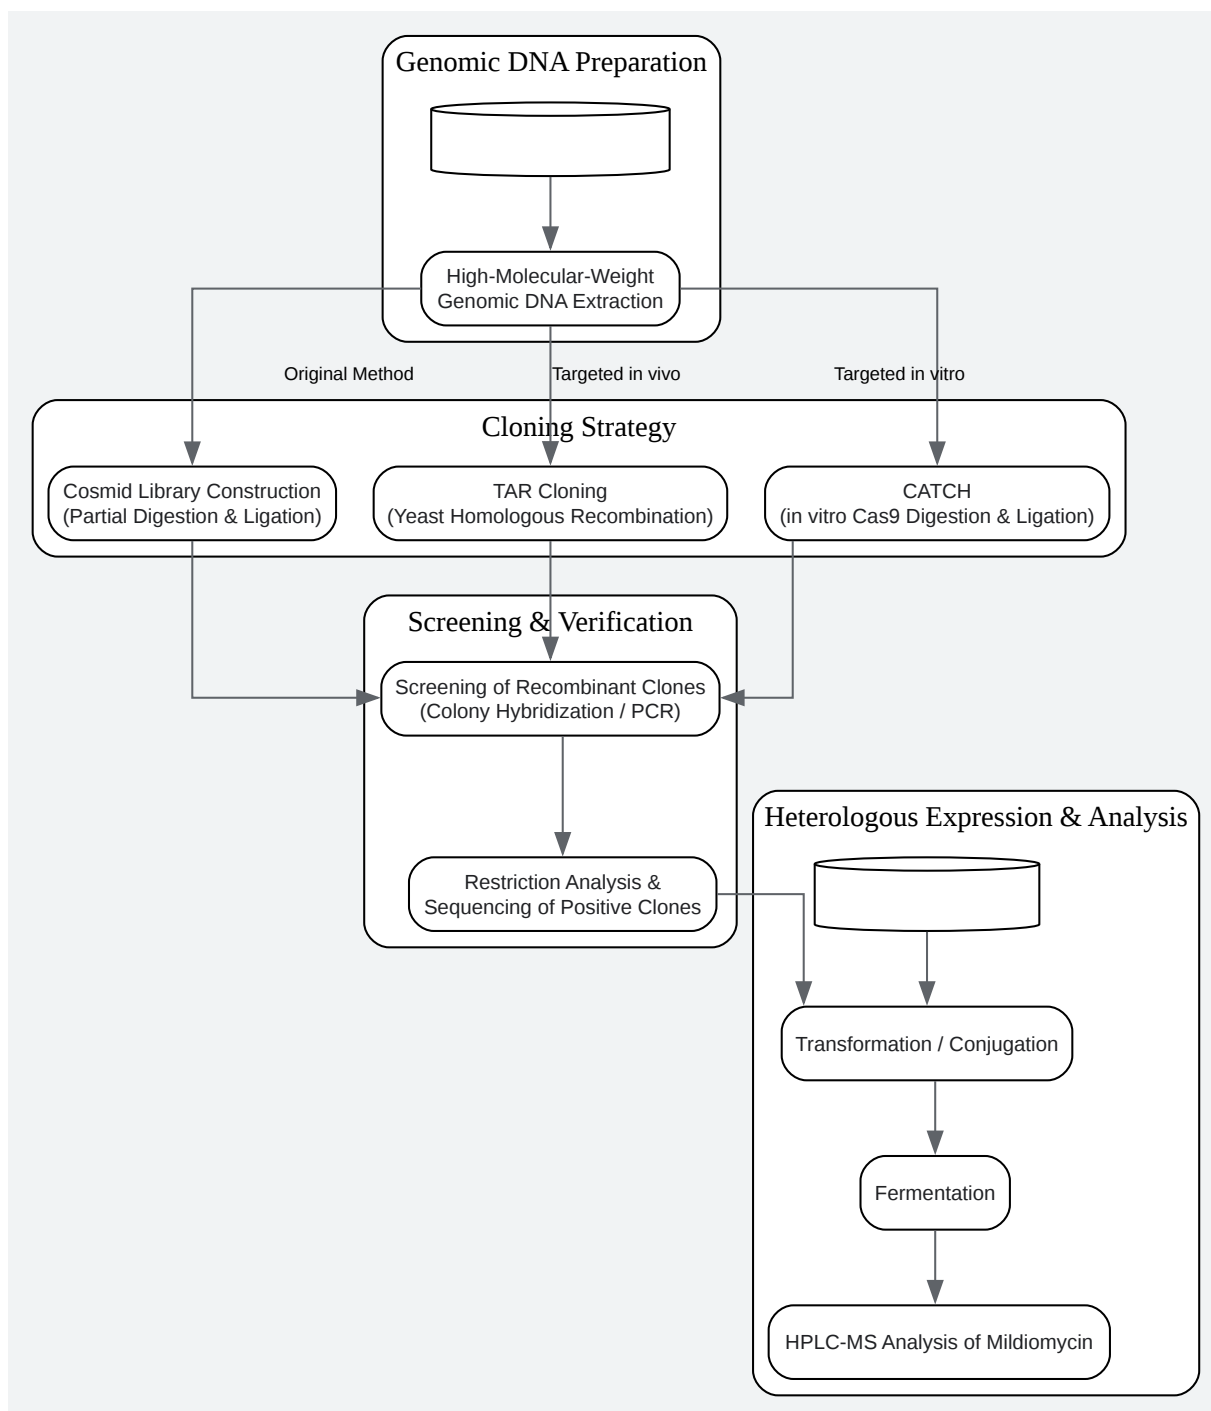 Genomic DNA Preparation
High-Molecular-Weight
Genomic DNA Extraction
Original Method
Targeted in vivo
Targeted in vitro
Cloning Strategy
Cosmid Library Construction
(Partial Digestion & Ligation)
TAR Cloning
(Yeast Homologous Recombination)
CATCH
(in vitro Cas9 Digestion & Ligation)
Screening & Verification
Screening of Recombinant Clones
(Colony Hybridization / PCR)
Restriction Analysis &
Sequencing of Positive Clones
Heterologous Expression & Analysis
Transformation / Conjugation
Fermentation
HPLC-MS Analysis of Mildiomycin